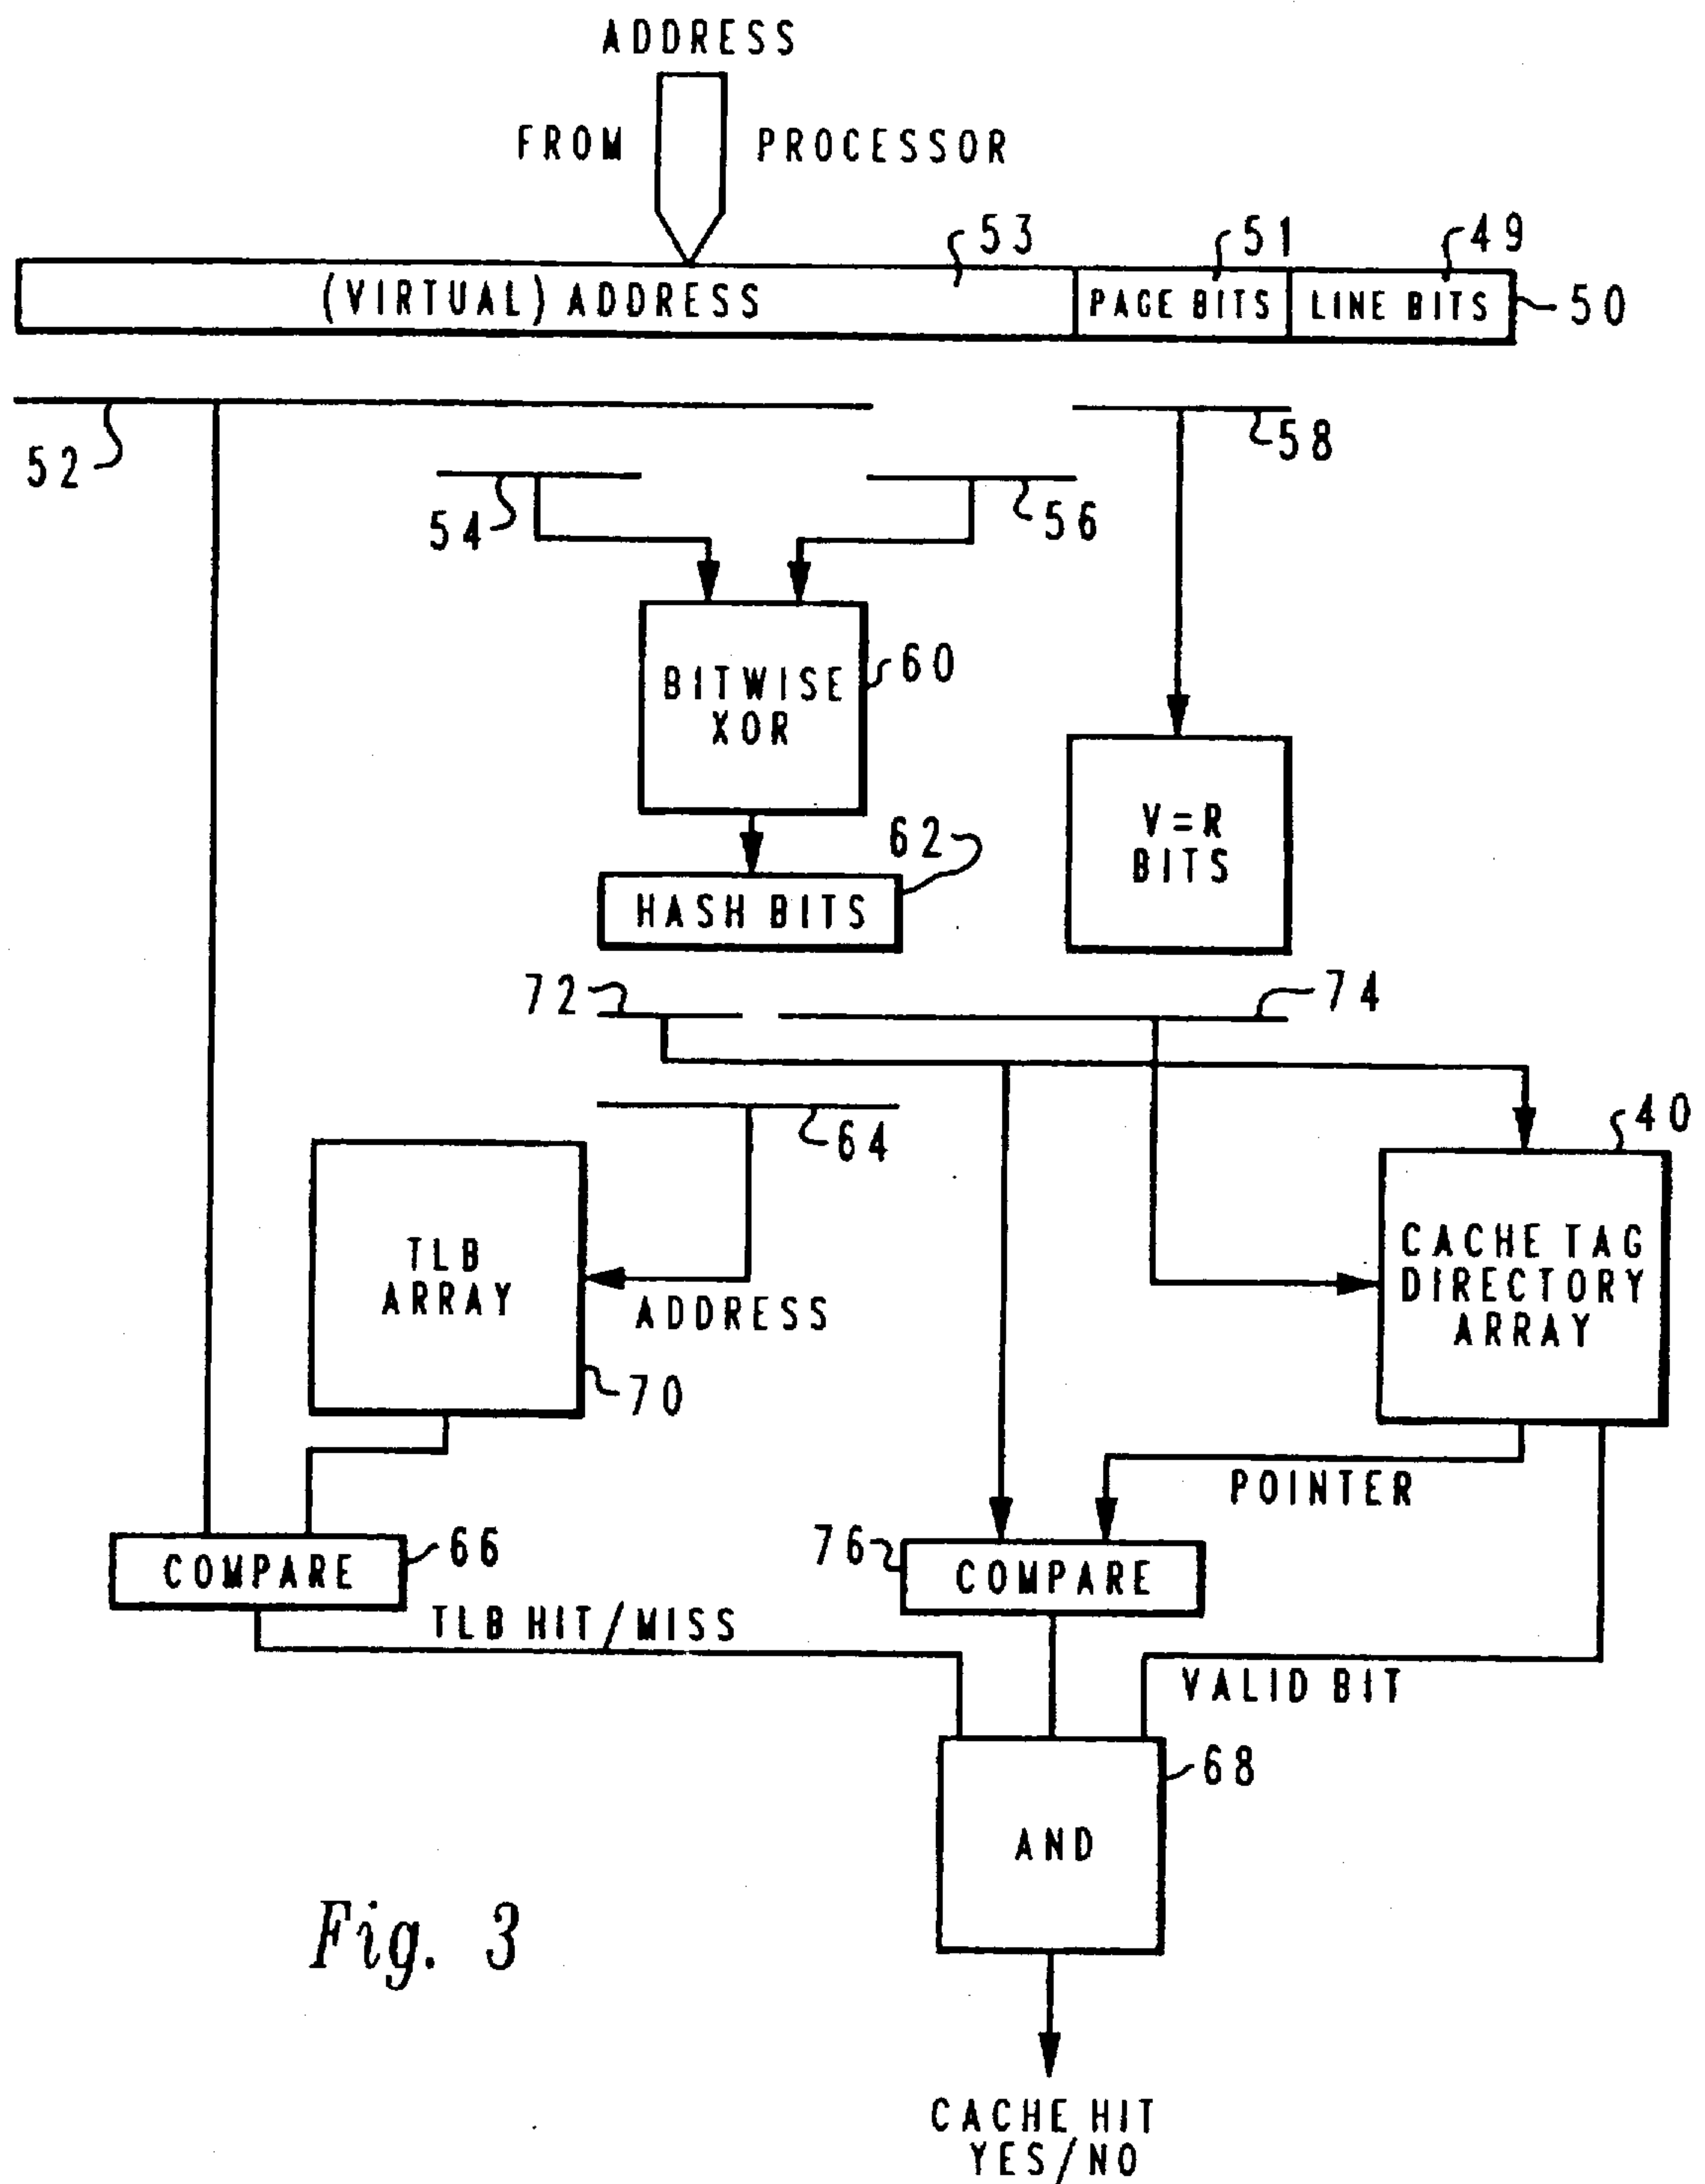 ADDRESS
FROM PROCESSOR
53 51 49
(VIRTUAL) ADDRESS PAGE BITS LINE BITS 50
52 58
54 56
BITWISE
XOR
60
V=R
BITS
62
HASH BITS
72 74
64
40
TLB
ARRAY
ADDRESS
70
CACHE TAG
DIRECTORY
ARRAY
POINTER
COMPARE 66
76 COMPARE
TLB HIT/MISS
VALID BIT
68
AND
Fig. 3
CACHE HIT
YES/NO